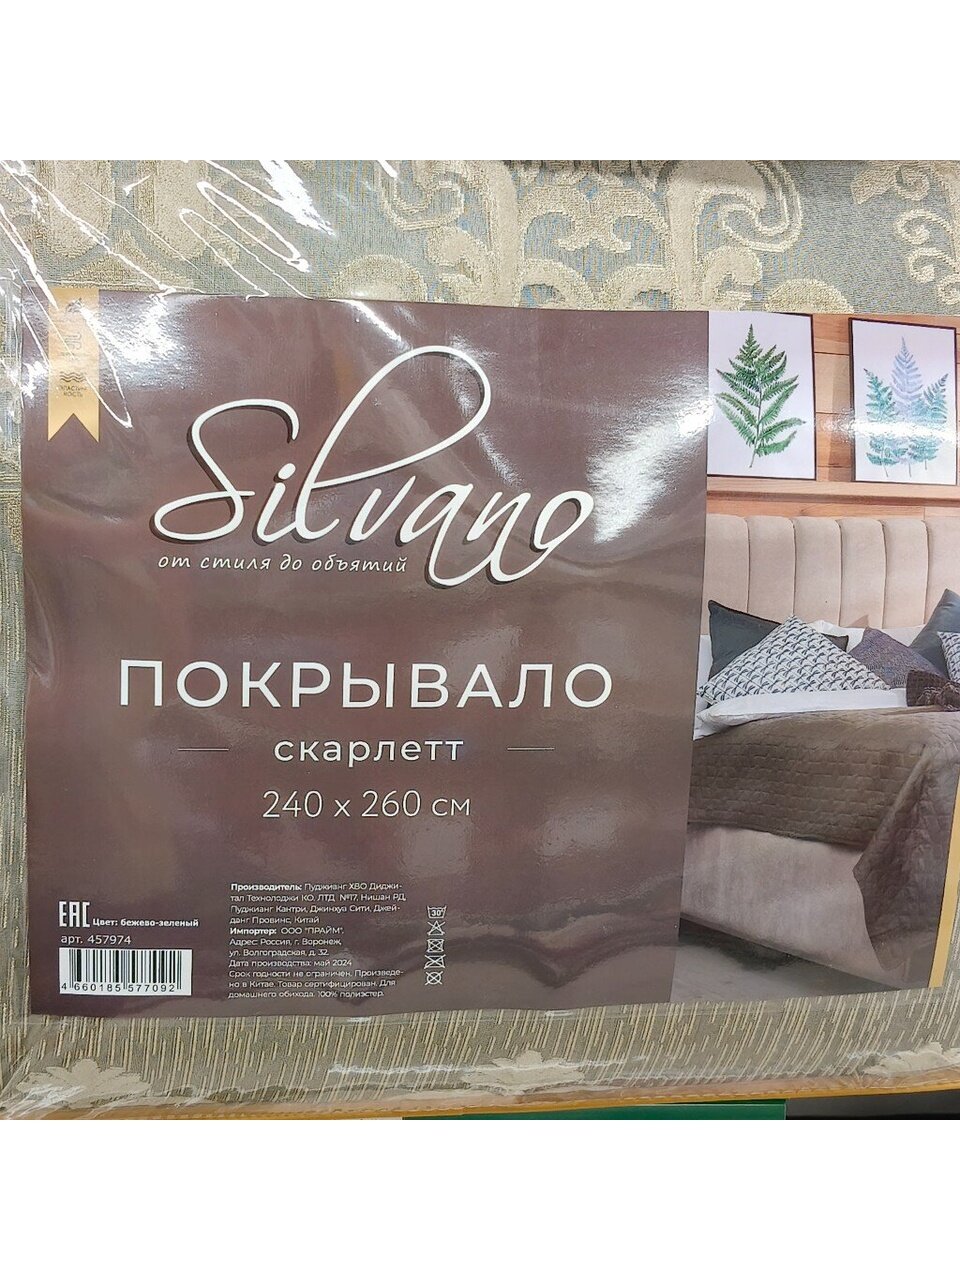 Silvano
от стиля до объятий
ПОКРЫВАЛО
скарлетт
240 х 260 см
Производитель: Пуджианг ХВО Диджи-
тал Технолоджи КО. ЛТД №17, Нишан РД,
Пуджианг Кантри, Джинхуа Сити, Джей-
данг Провинс, Китай
Импортер: ООО "ПРАЙМ".
Адрес: Россия, г. Воронеж,
ул. Волгоградская, д. 32.
Дата производства: май 2024
Срок годности не ограничен. Произведе-
но в Китае. Товар сертифицирован. Для
домашнего обихода. 100% полиэстер.
30°
EAC Цвет: бежево-зеленый
арт. 457974
4 660185 577092